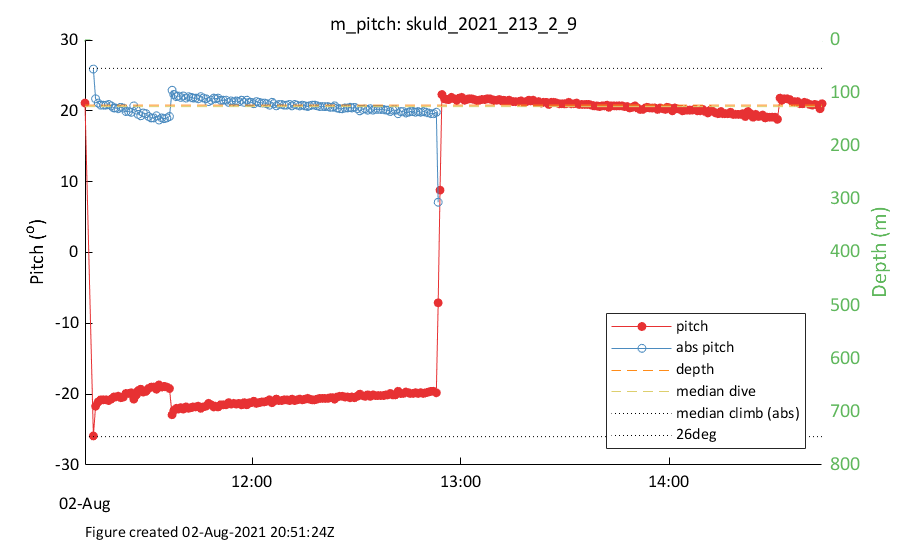 m_pitch: skuld_2021_213_2_9
30
20
10
0
-10
-20
-30
Pitch (º)
0
100
200
300
400
500
600
700
800
Depth (m)
pitch
abs pitch
depth
median dive
median climb (abs)
26deg
12:00
13:00
14:00
02-Aug
Figure created 02-Aug-2021 20:51:24Z